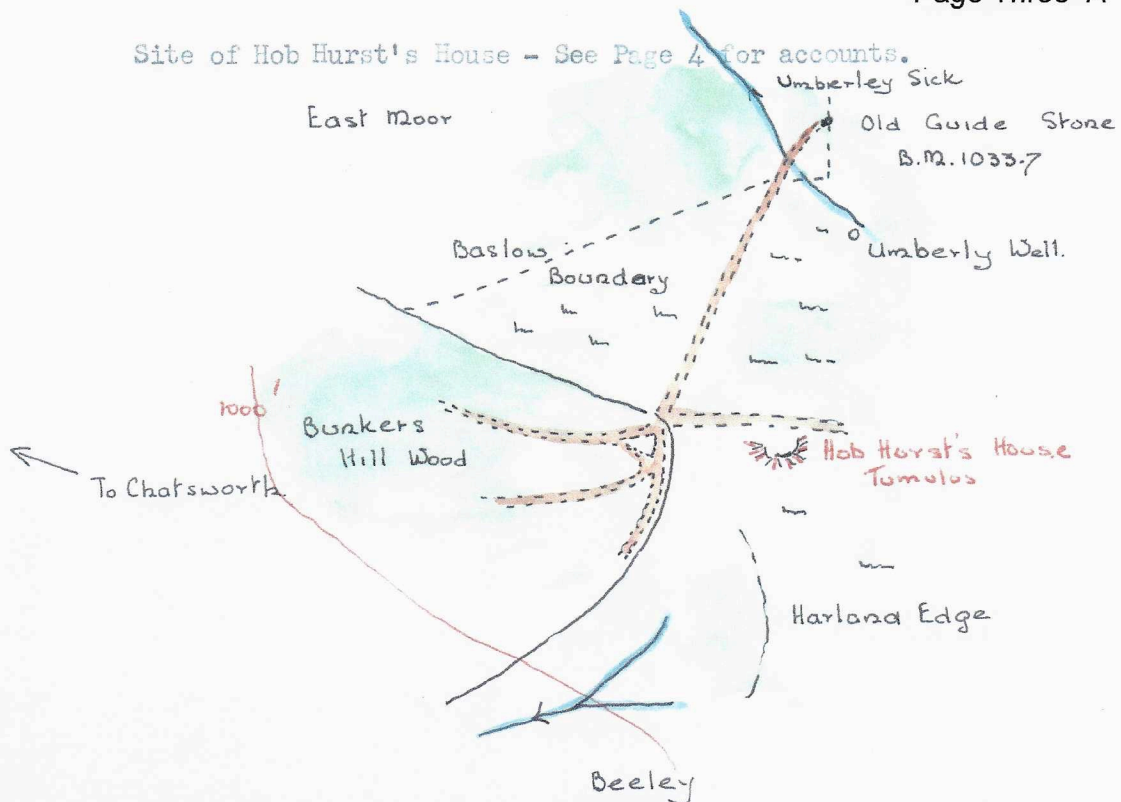 Page Three A
Site of Hob Hurst's House - See Page 4 for accounts.
Umberley Sick
East Moor
Old Guide Stone
B.M. 1033.7
Baslow
Boundary
Umberly Well.
1000'
Bunkers
Hill Wood
Hob Hurst's House
Tumulus
To Chatsworth
Harland Edge
Beeley